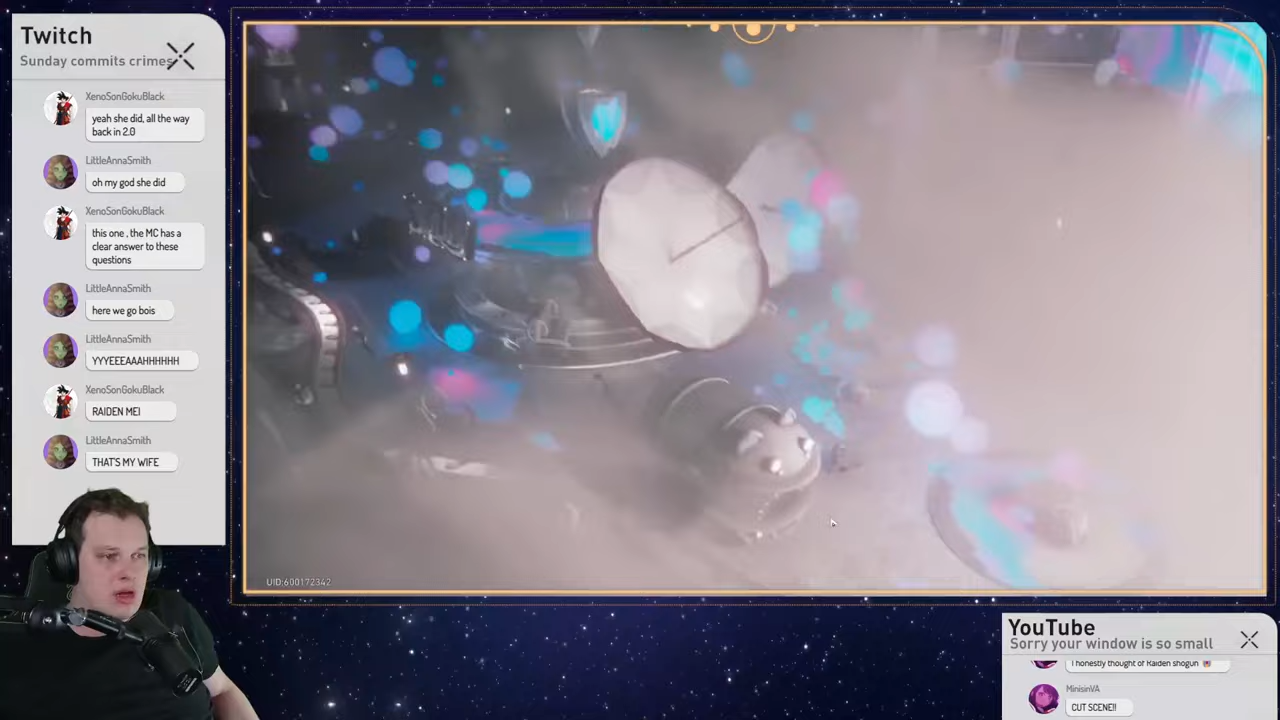 Twitch
Sunday commits crimes
XenoSonGokuBlack
yeah she did, all the way
back in 2.0
LittleAnnaSmith
oh my god she did
XenoSonGokuBlack
this one , the MC has a
clear answer to these
questions
LittleAnnaSmith
here we go bois
LittleAnnaSmith
YYYEEEAAAHHHHHH
XenoSonGokuBlack
RAIDEN MEI
LittleAnnaSmith
THATS MY WIFE
UID:600172342
YouTube
Sorry your window is so small
I honestly thought of Raiden shogun
MinisinVA
CUT SCENE!!